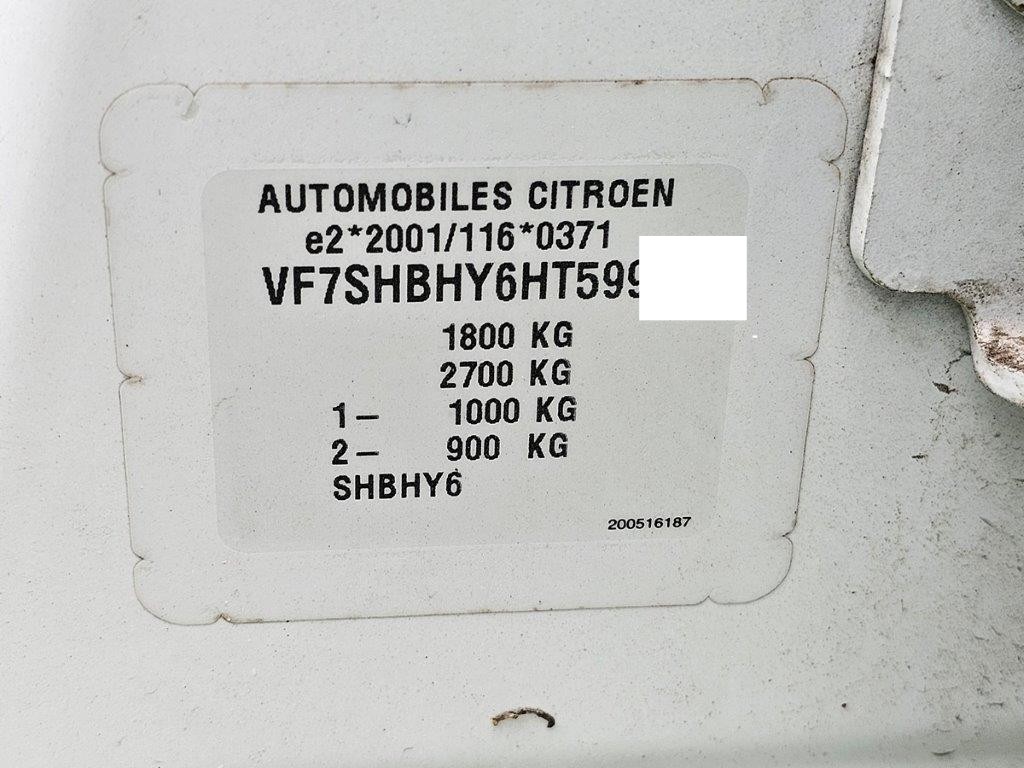 AUTOMOBILES CITROEN
e2*2001/116*0371
VF7SHBHY6HT599
1800 KG
2700 KG
1- 1000 KG
2- 900 KG
SHBHY6
200516187